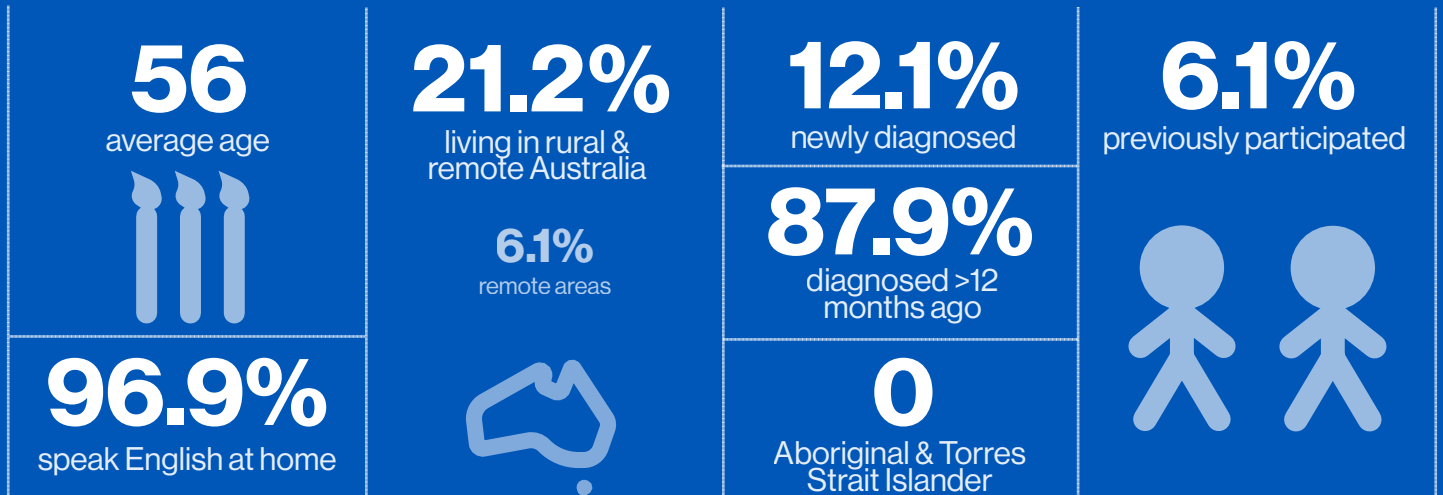 56
average age
96.9%
speak English at home
21.2%
living in rural &
remote Australia
6.1%
remote areas
12.1%
newly diagnosed
87.9%
diagnosed >12
months ago
0
Aboriginal & Torres
Strait Islander
6.1%
previously participated